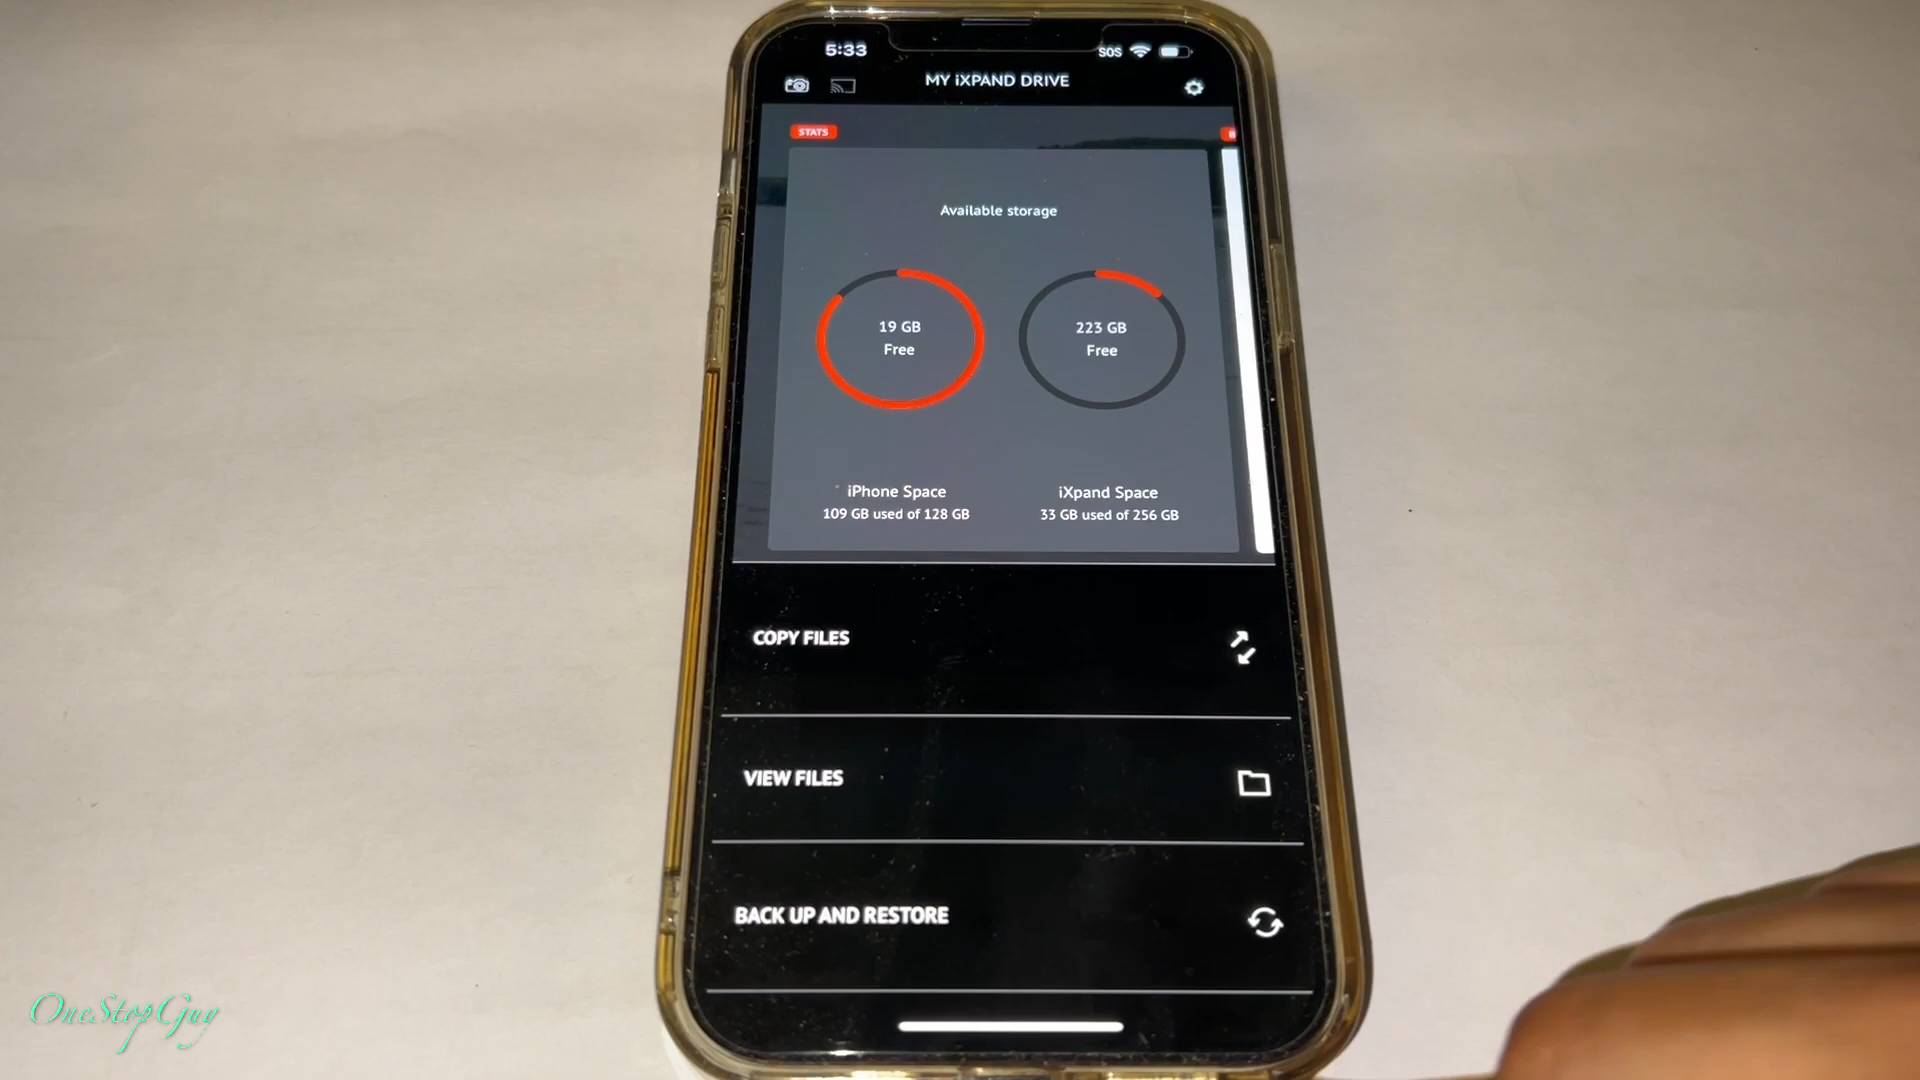 5:33
SOS
MY iXPAND DRIVE
STATS
Available storage
19 GB
Free
223 GB
Free
iPhone Space
109 GB used of 128 GB
iXpand Space
33 GB used of 256 GB
COPY FILES
VIEW FILES
BACK UP AND RESTORE
OneStopGuy